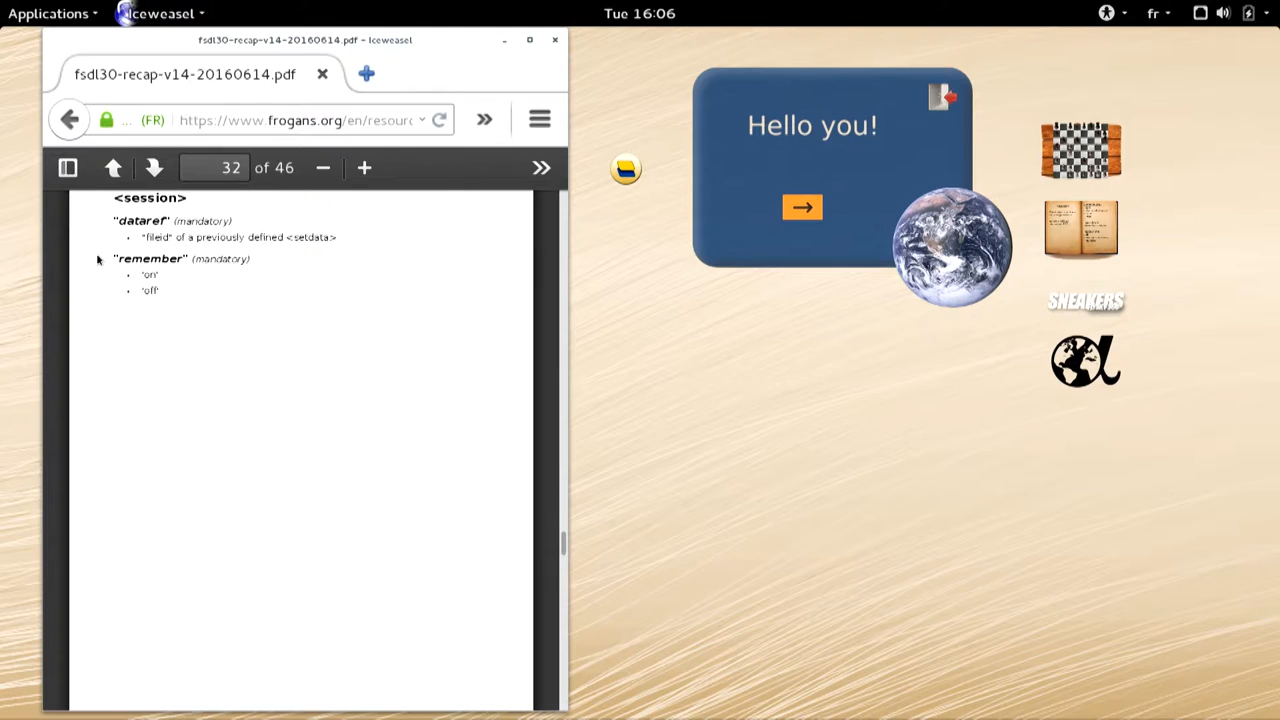 Applications
Iceweasel
Tue 16:06
fr
fsdl30-recap-v14-20160614.pdf - Iceweasel
fsdl30-recap-v14-20160614.pdf
... (FR) https://www.frogans.org/en/resourc
32 of 46
<session>
"dataref" (mandatory)
• "fileid" of a previously defined <setdata>
"remember" (mandatory)
• 'on'
• 'off'
Hello you!
→
SNEAKERS